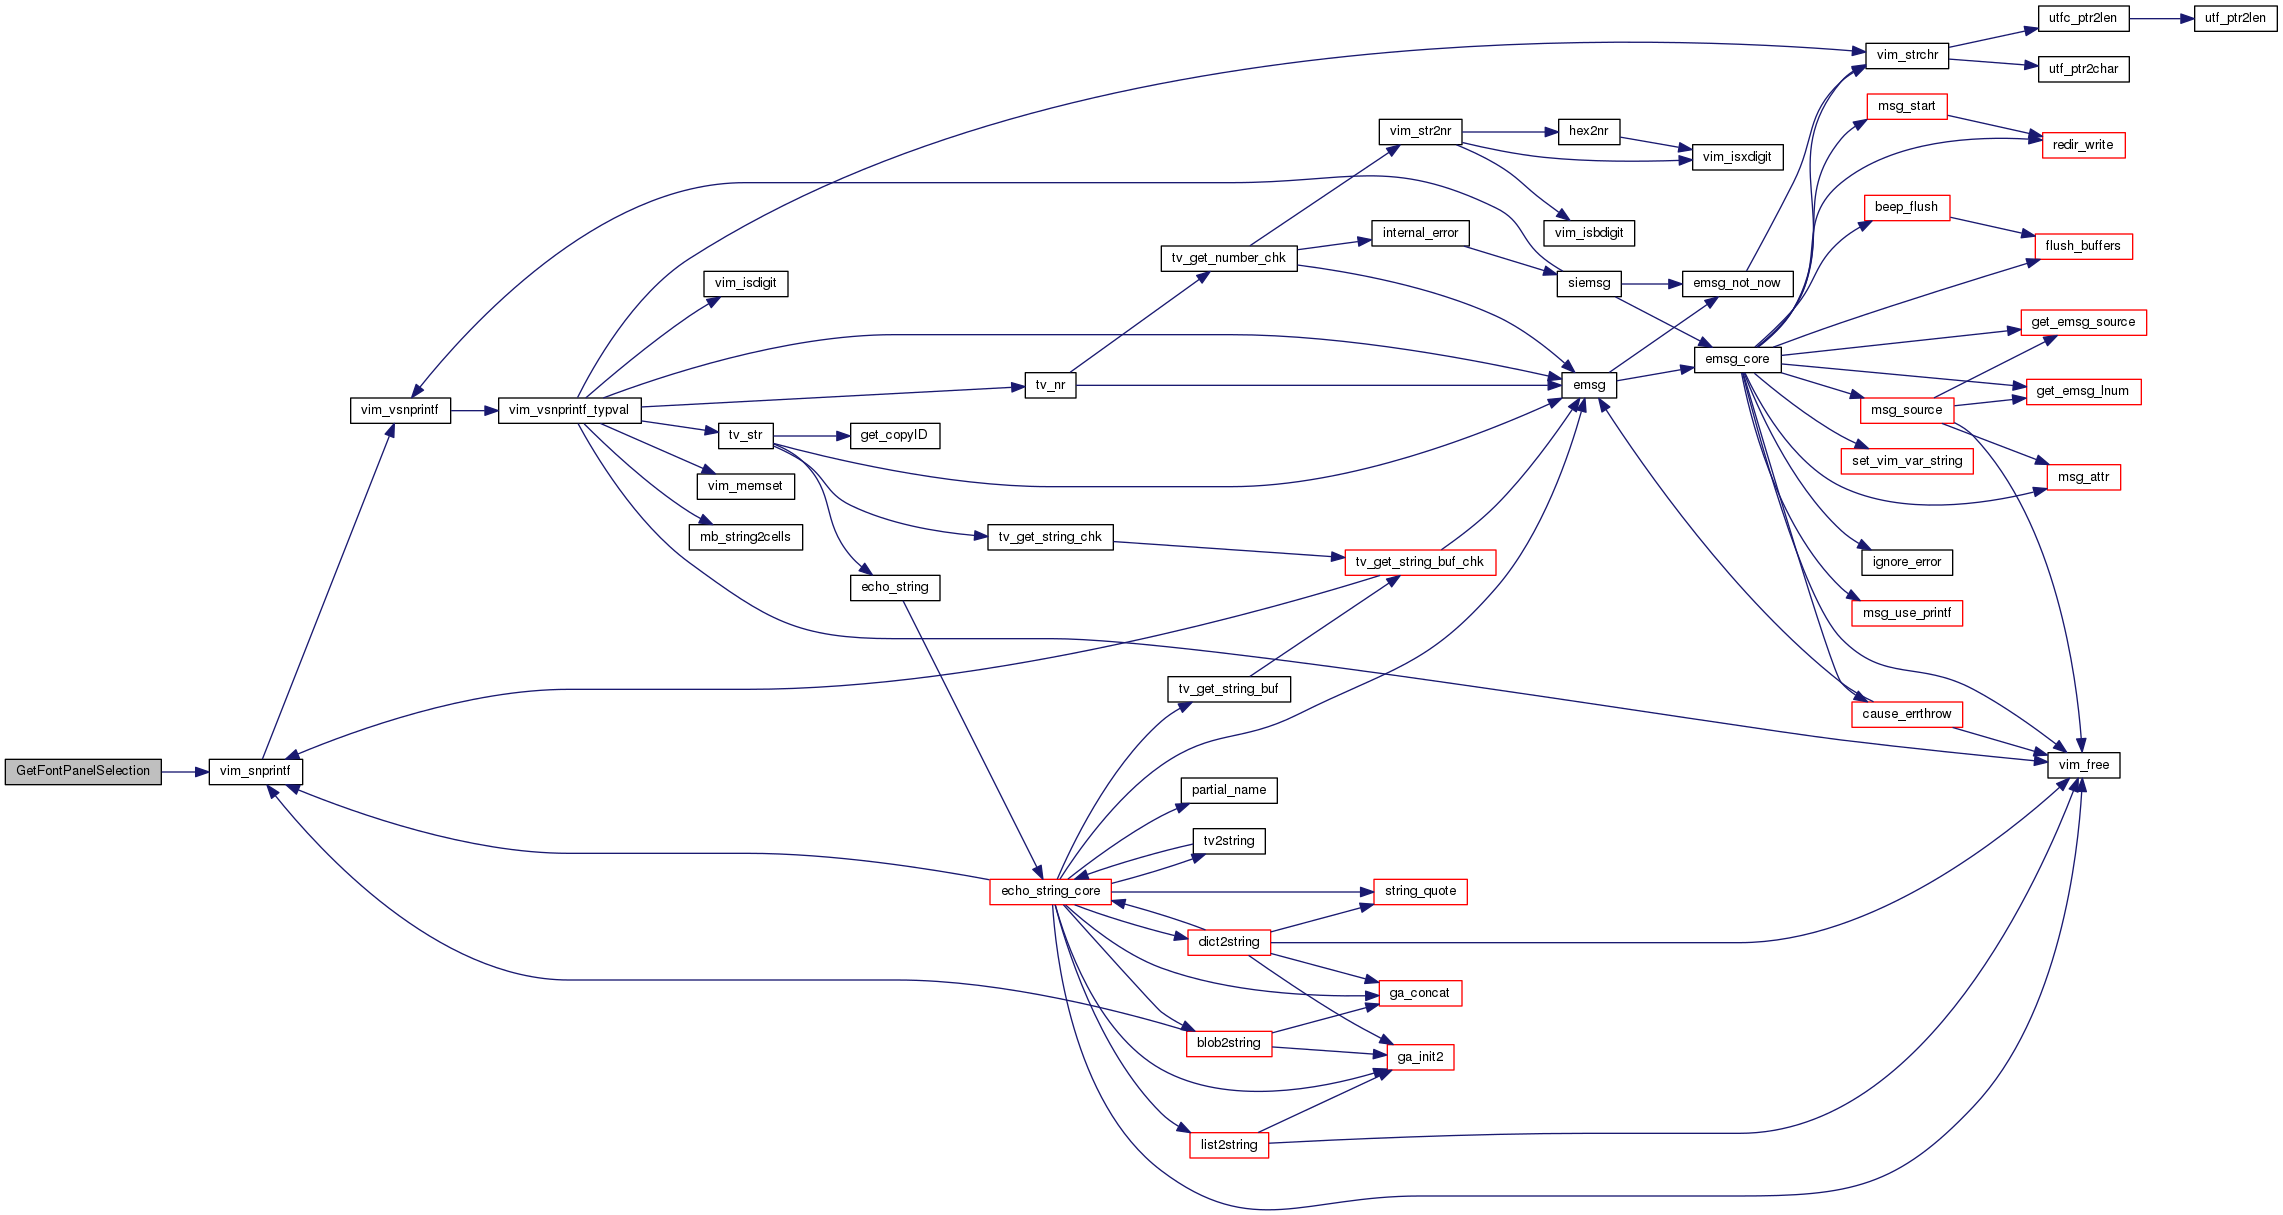 utfc_ptr2len
utf_ptr2len
vim_strchr
utf_ptr2char
msg_start
vim_str2nr
hex2nr
redir_write
vim_isxdigit
beep_flush
vim_isbdigit
internal_error
flush_buffers
tv_get_number_chk
vim_isdigit
siemsg
emsg_not_now
get_emsg_source
emsg_core
tv_nr
emsg
get_emsg_lnum
vim_vsnprintf
vim_vsnprintf_typval
msg_source
tv_str
get_copyID
set_vim_var_string
msg_attr
vim_memset
mb_string2cells
tv_get_string_chk
tv_get_string_buf_chk
ignore_error
echo_string
msg_use_printf
tv_get_string_buf
cause_errthrow
GetFontPanelSelection
vim_snprintf
vim_free
partial_name
tv2string
echo_string_core
string_quote
dict2string
ga_concat
blob2string
ga_init2
list2string